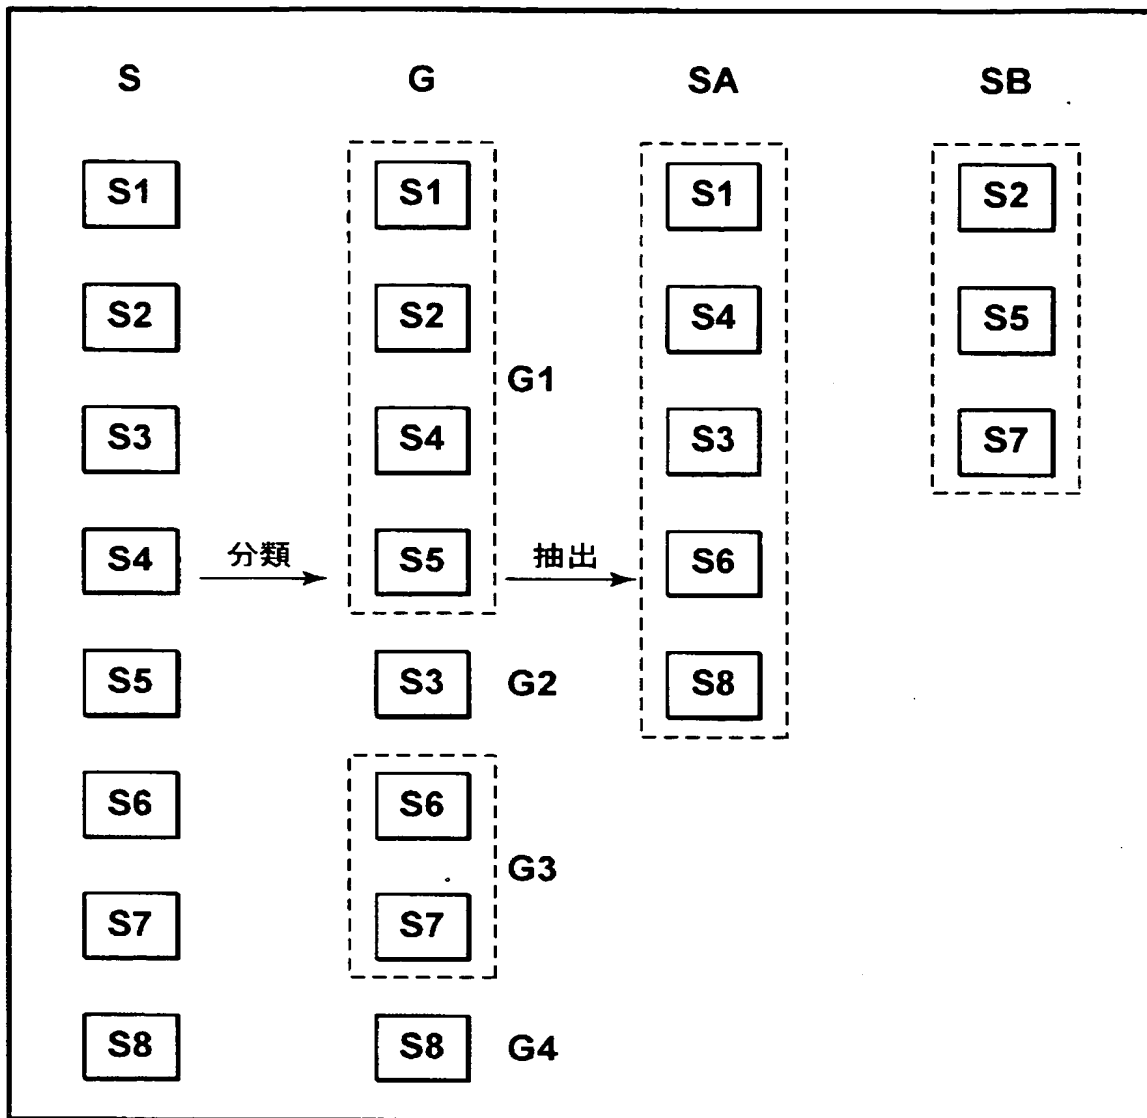 S G SA SB
S1 S1 S1 S2
S2 S2 S4 S5
G1
S3 S4 S3 S7
S4 分類 S5 抽出 S6
S5 S3 G2 S8
S6 S6
G3
S7 S7
S8 S8 G4